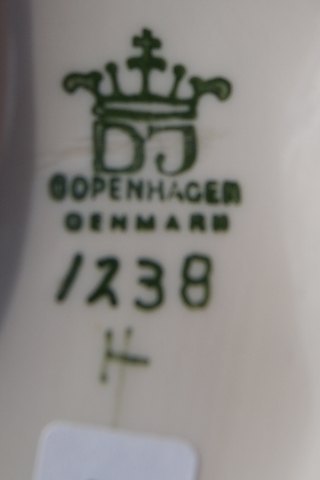 DJ
COPENHAGEN
DENMARK
1238